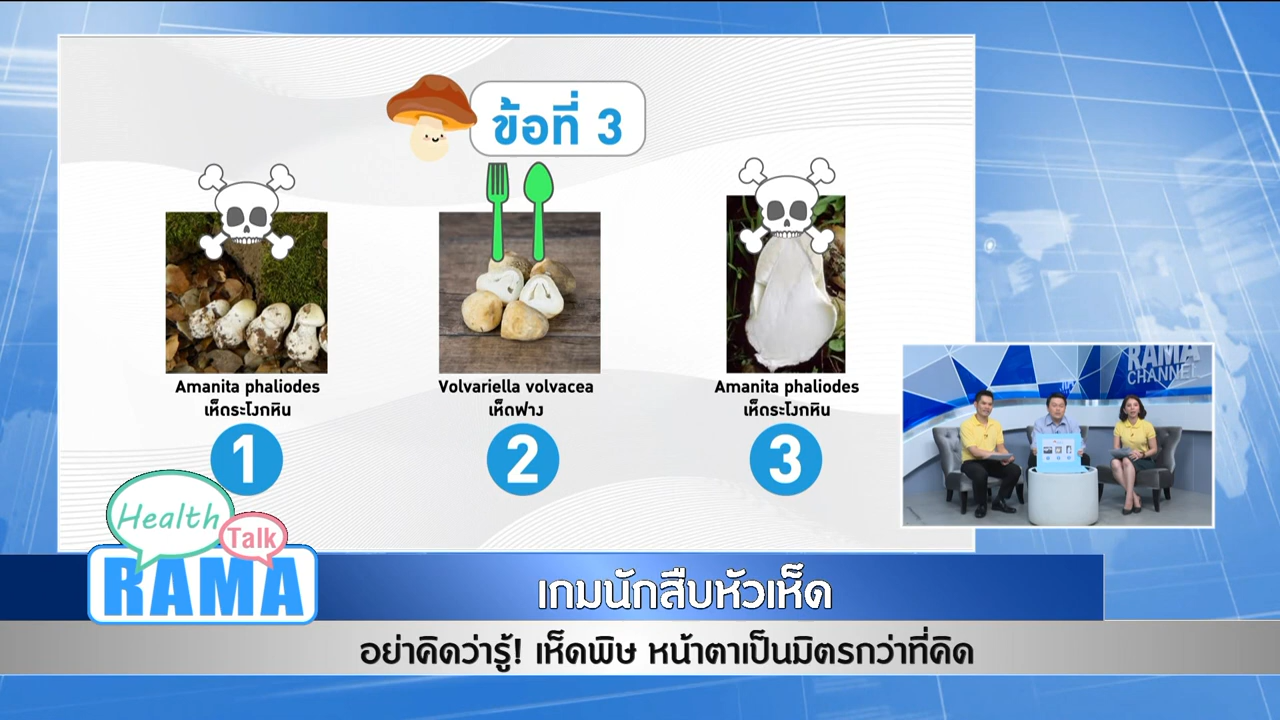 ข้อที่ 3
Amanita phaliodes
เห็ดระโงกหิน
1
Volvariella volvacea
เห็ดฟาง
2
Amanita phaliodes
เห็ดระโงกหิน
3
RAMA
CHANNEL
Health
Talk
RAMA
เกมนักสืบหัวเห็ด
อย่าคิดว่ารู้! เห็ดพิษ หน้าตาเป็นมิตรกว่าที่คิด